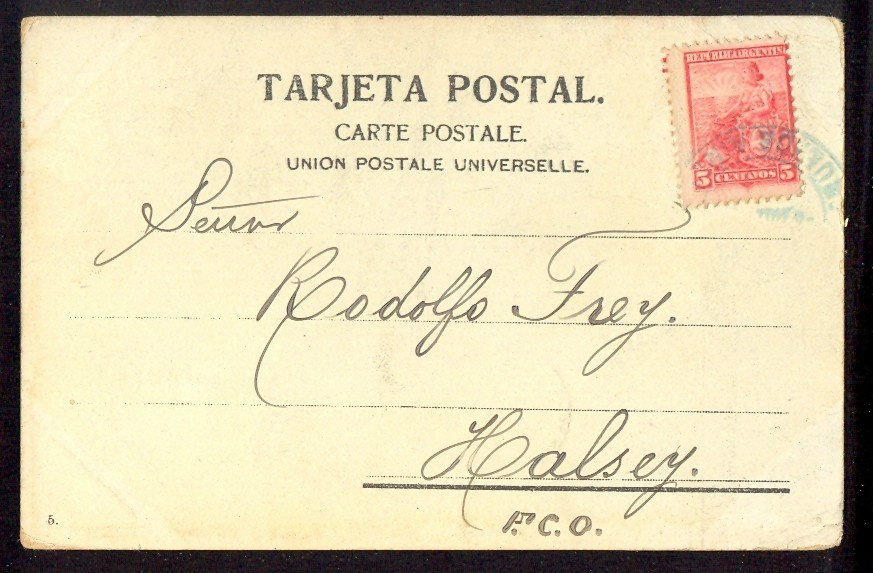 TARJETA POSTAL.
CARTE POSTALE.
UNION POSTALE UNIVERSELLE.
REPUBLICA ARGENTINA
5 CENTAVOS 5
Señor
Rodolfo Frey.
Halsey.
F.C.O.
5.